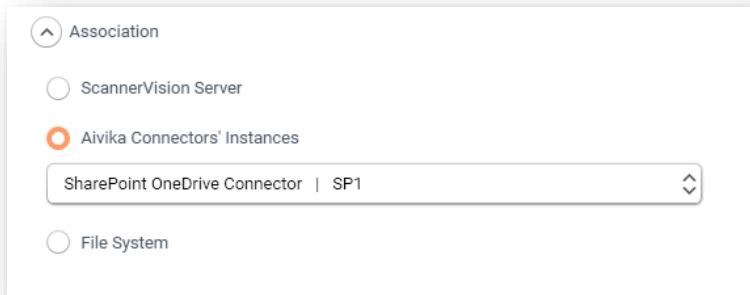 Association
ScannerVision Server
Aivika Connectors' Instances
SharePoint OneDrive Connector | SP1
File System